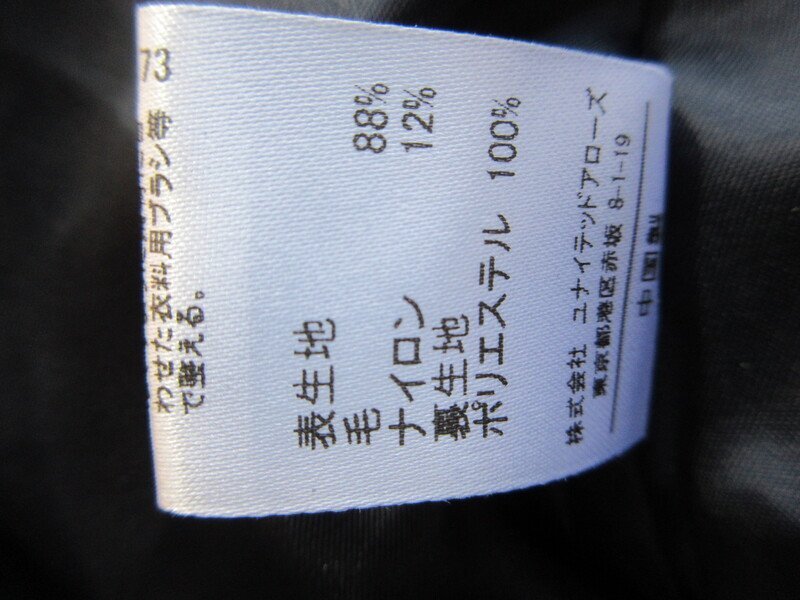 73
わせた衣料用ブラシ等
で整える。
表生地
毛 88%
ナイロン 12%
裏生地
ポリエステル 100%
株式会社 ユナイテッドアローズ
東京都港区赤坂 8-1-19
中国製